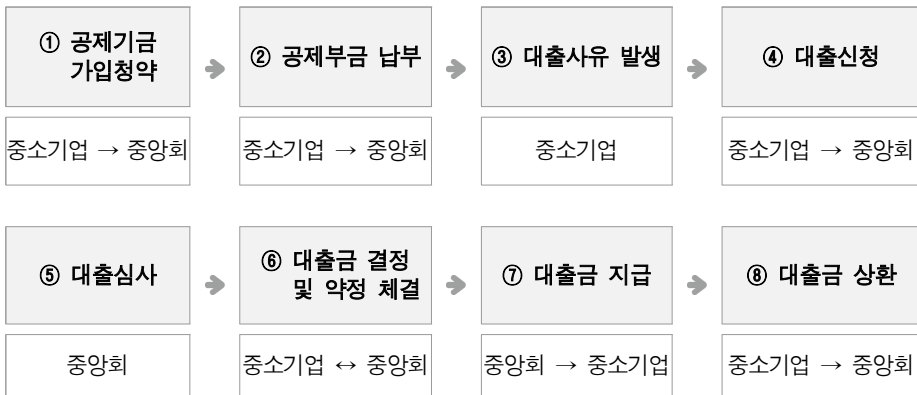 ① 공제기금
가입청약
② 공제부금 납부
③ 대출사유 발생
④ 대출신청
중소기업 → 중앙회
중소기업 → 중앙회
중소기업
중소기업 → 중앙회
⑤ 대출심사
⑥ 대출금 결정
및 약정 체결
⑦ 대출금 지급
⑧ 대출금 상환
중앙회
중소기업 ↔ 중앙회
중앙회 → 중소기업
중소기업 → 중앙회